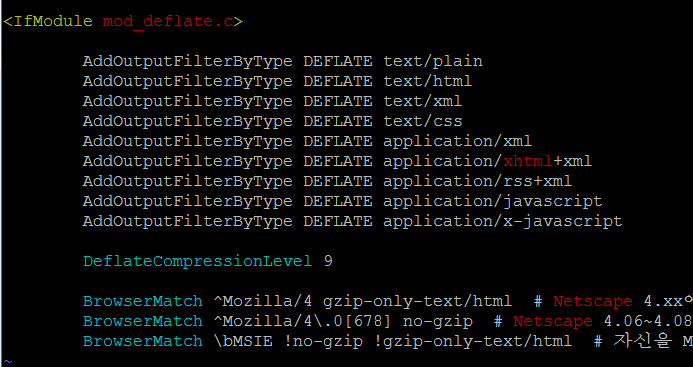 <IfModule mod_deflate.c>
AddOutputFilterByType DEFLATE text/plain
AddOutputFilterByType DEFLATE text/html
AddOutputFilterByType DEFLATE text/xml
AddOutputFilterByType DEFLATE text/css
AddOutputFilterByType DEFLATE application/xml
AddOutputFilterByType DEFLATE application/xhtml+xml
AddOutputFilterByType DEFLATE application/rss+xml
AddOutputFilterByType DEFLATE application/javascript
AddOutputFilterByType DEFLATE application/x-javascript
DeflateCompressionLevel 9
BrowserMatch ^Mozilla/4 gzip-only-text/html # Netscape 4.xx
BrowserMatch ^Mozilla/4\.0[678] no-gzip # Netscape 4.06~4.08
BrowserMatch \bMSIE !no-gzip !gzip-only-text/html # 자신을 M
~